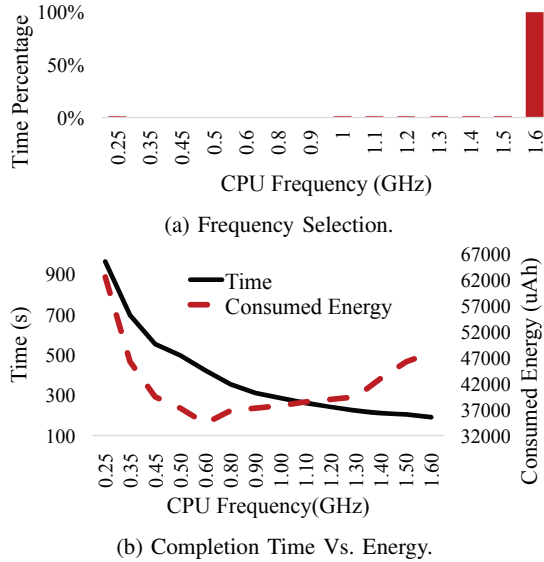 Time Percentage
100%
50%
0%
0.25 0.35 0.45 0.5 0.6 0.8 0.9 1 1.1 1.2 1.3 1.4 1.5 1.6
CPU Frequency (GHz)
(a) Frequency Selection.
Time (s)
900
700
500
300
100
Time
Consumed Energy
67000
62000
57000
52000
47000
42000
37000
32000
Consumed Energy (uAh)
0.25 0.35 0.45 0.50 0.60 0.80 0.90 1.00 1.10 1.20 1.30 1.40 1.50 1.60
CPU Frequency(GHz)
(b) Completion Time Vs. Energy.